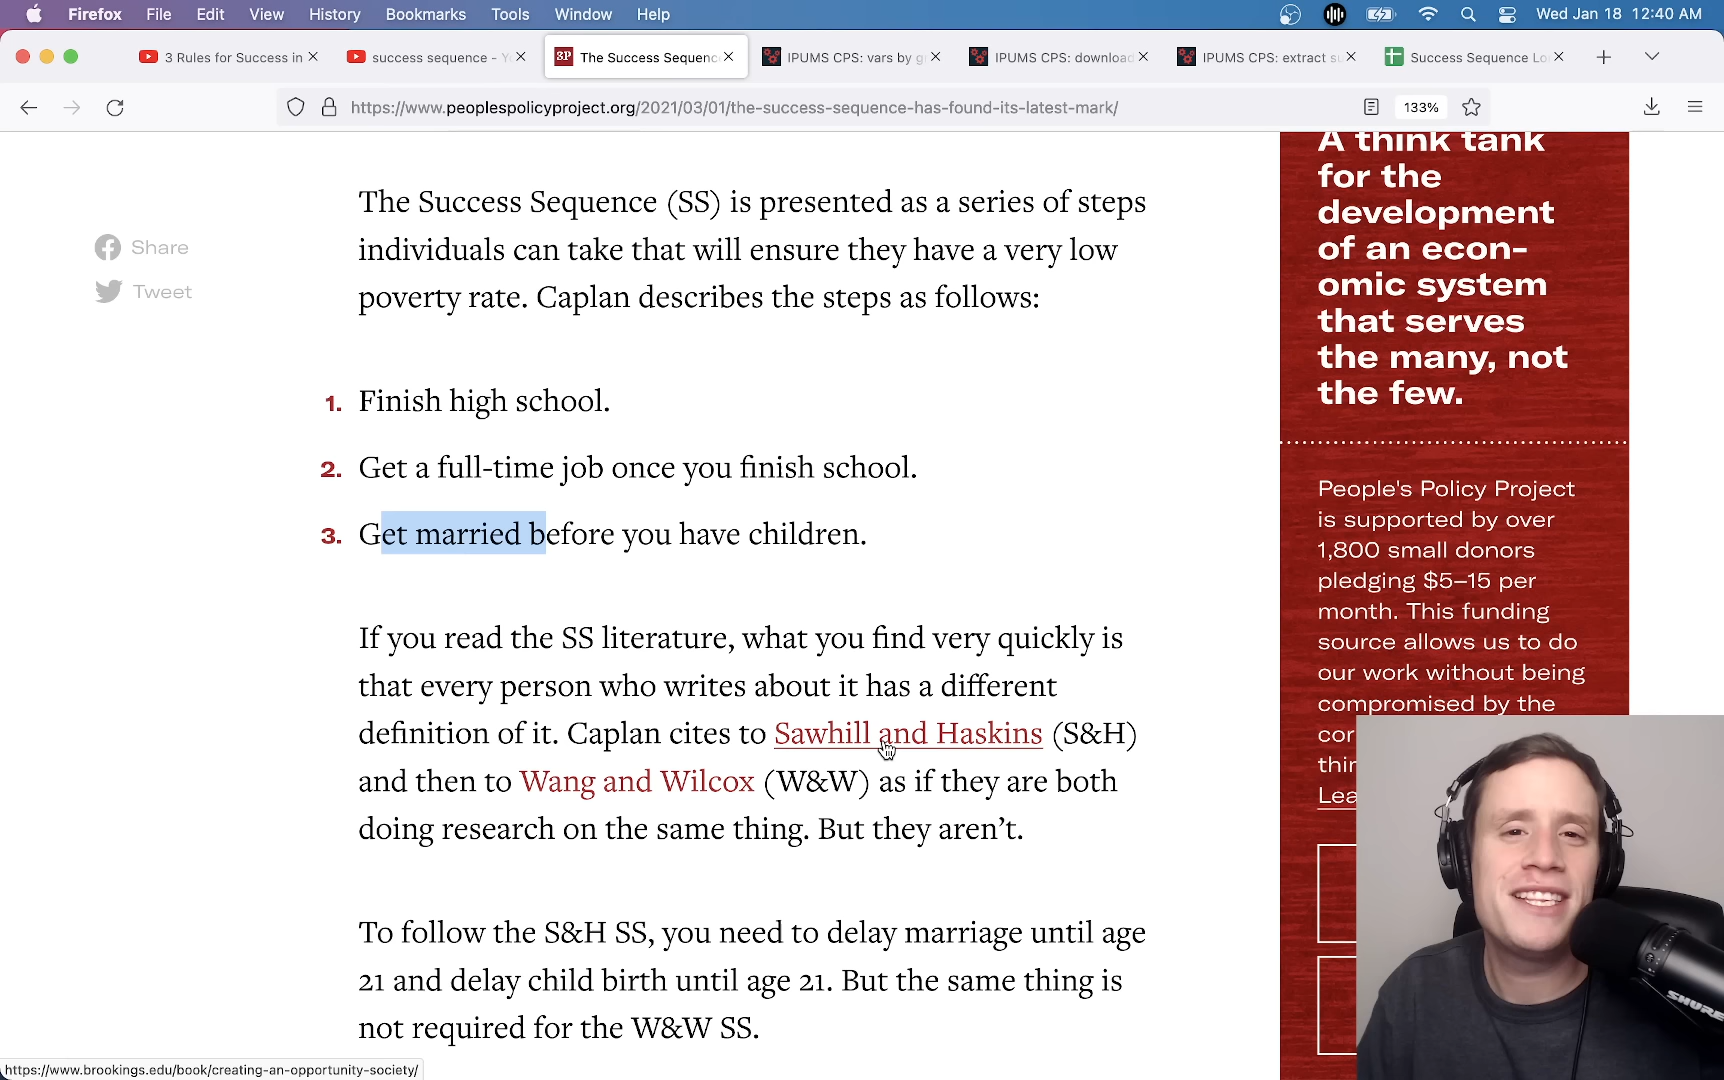 Firefox File Edit View History Bookmarks Tools Window Help
Wed Jan 18 12:40 AM
3 Rules for Success in
success sequence - Y
The Success Sequenc
IPUMS CPS: vars by g
IPUMS CPS: download
IPUMS CPS: extract su
Success Sequence Lo
https://www.peoplespolicyproject.org/2021/03/01/the-success-sequence-has-found-its-latest-mark/
133%
Share
Tweet
The Success Sequence (SS) is presented as a series of steps
individuals can take that will ensure they have a very low
poverty rate. Caplan describes the steps as follows:
1. Finish high school.
2. Get a full-time job once you finish school.
3. Get married before you have children.
If you read the SS literature, what you find very quickly is
that every person who writes about it has a different
definition of it. Caplan cites to Sawhill and Haskins (S&H)
and then to Wang and Wilcox (W&W) as if they are both
doing research on the same thing. But they aren’t.
To follow the S&H SS, you need to delay marriage until age
21 and delay child birth until age 21. But the same thing is
not required for the W&W SS.
A think tank
for the
development
of an econ-
omic system
that serves
the many, not
the few.
People's Policy Project
is supported by over
1,800 small donors
pledging $5–15 per
month. This funding
source allows us to do
our work without being
compromised by the
cor
thin
Lea
SHURE
https://www.brookings.edu/book/creating-an-opportunity-society/